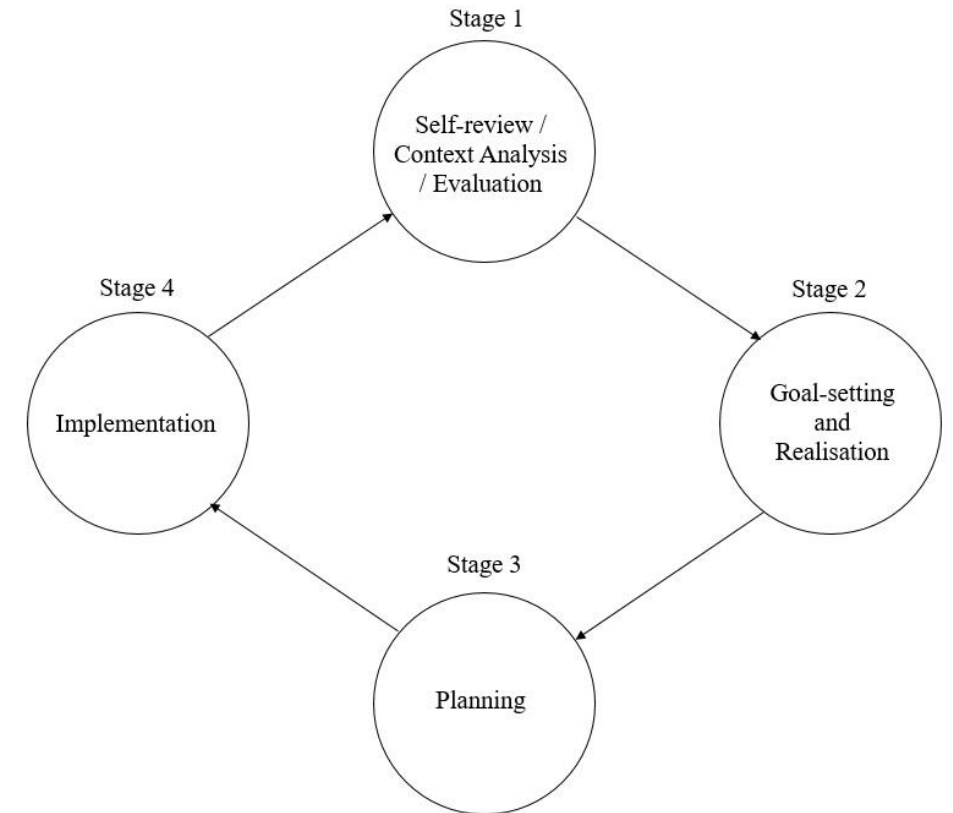 Stage 1
Self-review /
Context Analysis
/ Evaluation
Stage 2
Goal-setting
and
Realisation
Stage 3
Planning
Stage 4
Implementation